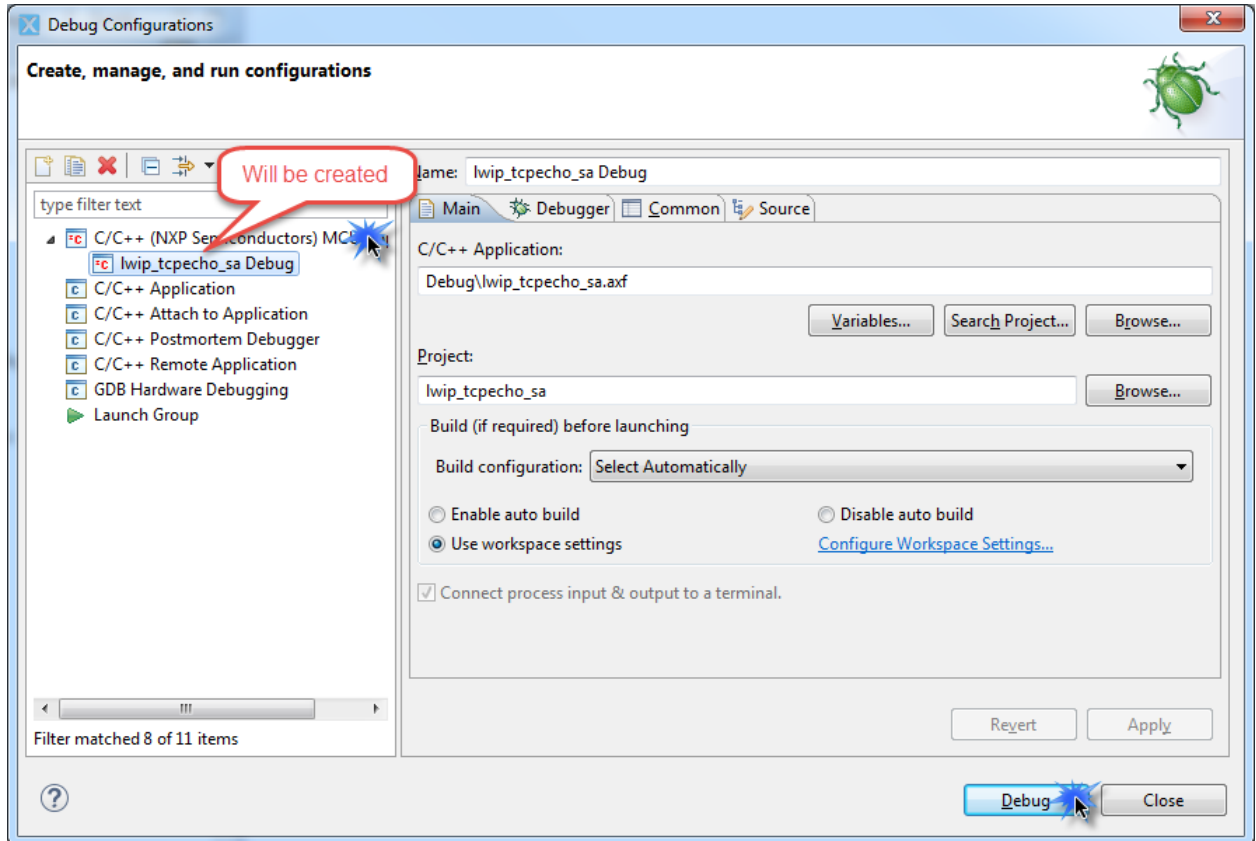 Debug Configurations
Create, manage, and run configurations
Will be created
type filter text
C/C++ (NXP Semiconductors) MCU
lwip_tcpecho_sa Debug
C/C++ Application
C/C++ Attach to Application
C/C++ Postmortem Debugger
C/C++ Remote Application
GDB Hardware Debugging
Launch Group
Filter matched 8 of 11 items
Name: lwip_tcpecho_sa Debug
Main Debugger Common Source
C/C++ Application:
Debug\lwip_tcpecho_sa.axf
Variables... Search Project... Browse...
Project:
lwip_tcpecho_sa
Browse...
Build (if required) before launching
Build configuration: Select Automatically
Enable auto build Disable auto build
Use workspace settings Configure Workspace Settings...
Connect process input & output to a terminal.
Revert Apply
Debug Close